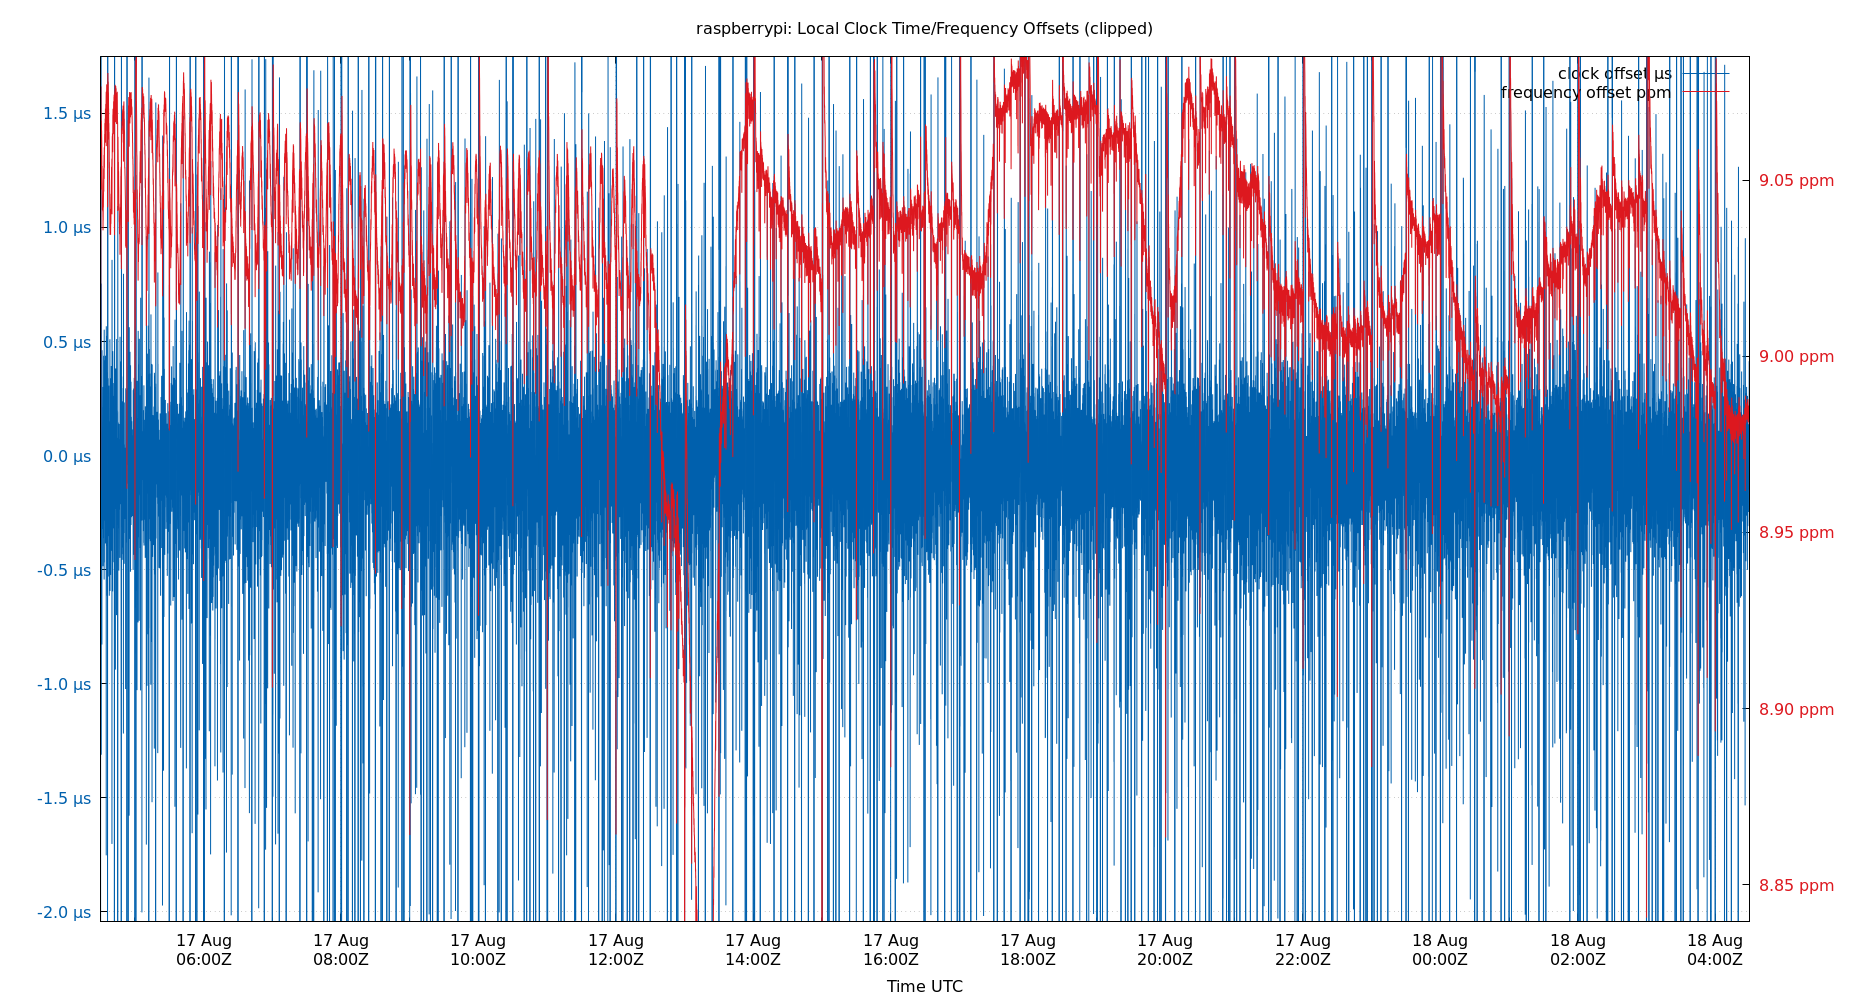 raspberrypi: Local Clock Time/Frequency Offsets (clipped)
clock offset µs
frequency offset ppm
1.5 µs
1.0 µs
0.5 µs
0.0 µs
-0.5 µs
-1.0 µs
-1.5 µs
-2.0 µs
9.05 ppm
9.00 ppm
8.95 ppm
8.90 ppm
8.85 ppm
17 Aug 17 Aug 17 Aug 17 Aug 17 Aug 17 Aug 17 Aug 17 Aug 17 Aug 18 Aug 18 Aug 18 Aug
06:00Z 08:00Z 10:00Z 12:00Z 14:00Z 16:00Z 18:00Z 20:00Z 22:00Z 00:00Z 02:00Z 04:00Z
Time UTC